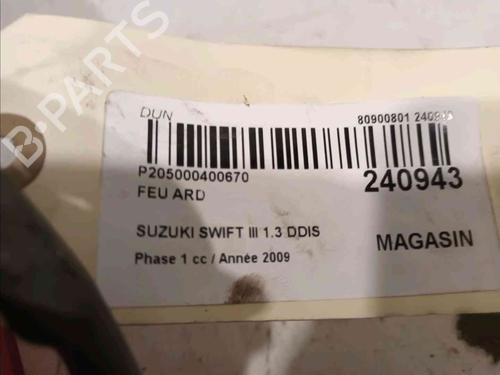 B-PARTS
DUN
80900801 240943
P205000400670
240943
FEU ARD
SUZUKI SWIFT III 1.3 DDIS
MAGASIN
Phase 1 cc / Année 2009